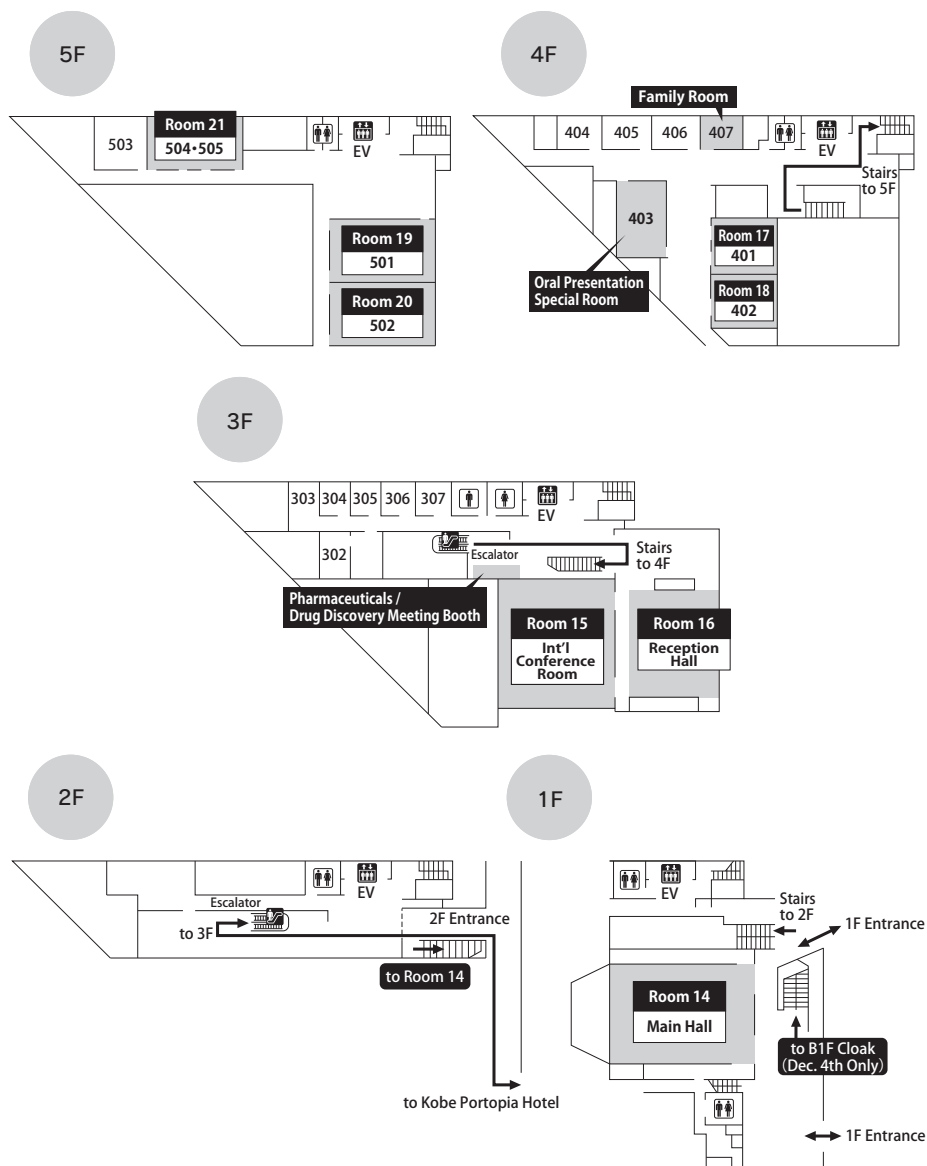 5F
503
Room 21
504•505
EV
Room 19
501
Room 20
502
4F
Family Room
404
405
406
407
EV
Stairs
to 5F
403
Oral Presentation
Special Room
Room 17
401
Room 18
402
3F
303
304
305
306
307
EV
302
Escalator
Stairs
to 4F
Pharmaceuticals /
Drug Discovery Meeting Booth
Room 15
Int'l
Conference
Room
Room 16
Reception
Hall
2F
EV
Escalator
to 3F
2F Entrance
to Room 14
to Kobe Portopia Hotel
1F
EV
Stairs
to 2F
1F Entrance
Room 14
Main Hall
to B1F Cloak
(Dec. 4th Only)
1F Entrance